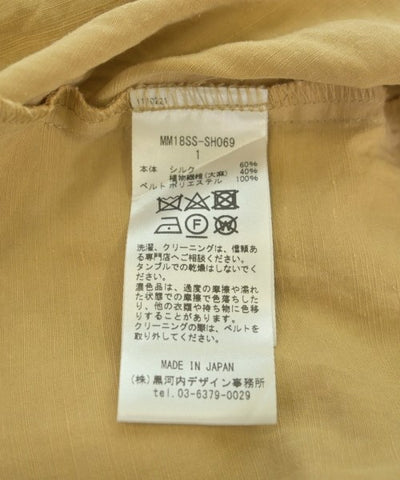 1170221
MM18SS-SH069
1
本体 シルク 60%
植物繊維(大麻) 40%
ベルト ポリエステル 100%
洗濯、クリーニングは、信頼あ
る専門店へご相談ください。
タンブルでの乾燥はしないでく
ださい。
濃色品は、過度の摩擦や濡れ
た状態での摩擦で色落ちした
り、他の衣類や持ち物に色移
りすることがあります。
クリーニングの際は、ベルトを
取り外してください。
MADE IN JAPAN
(株)黒河内デザイン事務所
tel.03-6379-0029